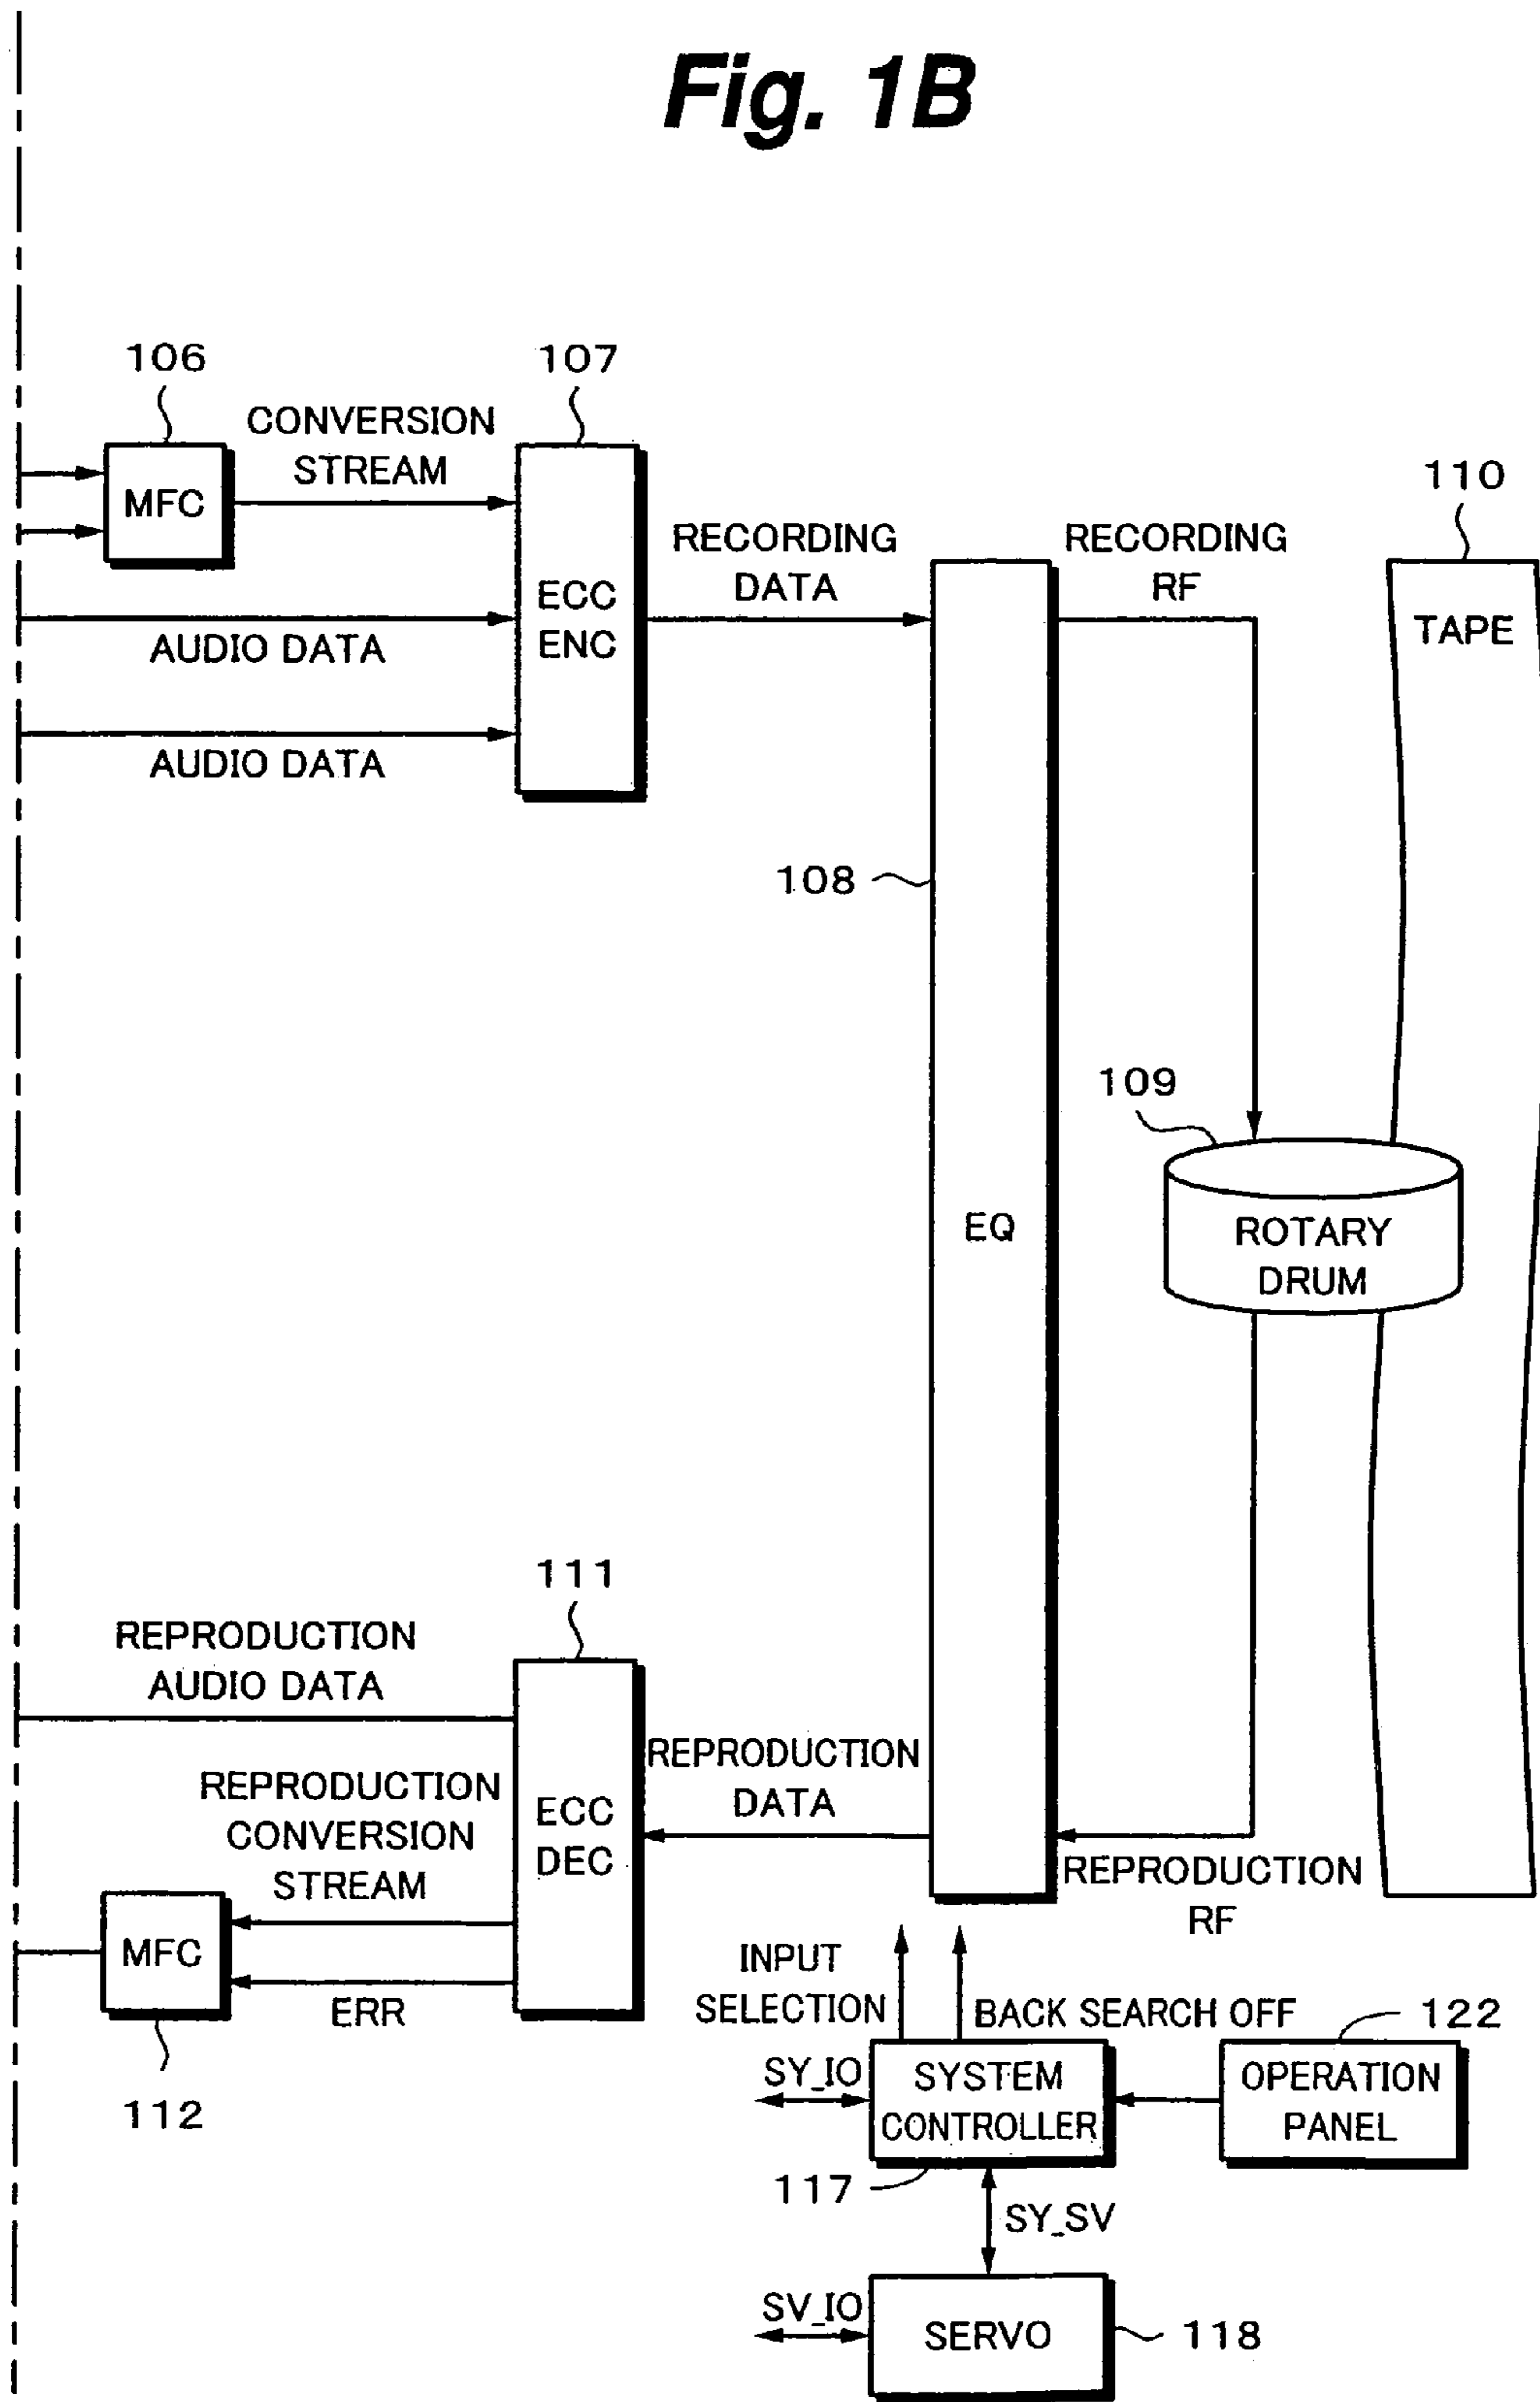 Fig. 1B
106
107
CONVERSION
STREAM
MFC
110
RECORDING
DATA
RECORDING
RF
ECC
ENC
TAPE
AUDIO DATA
AUDIO DATA
108
109
EQ
ROTARY
DRUM
111
REPRODUCTION
AUDIO DATA
REPRODUCTION
DATA
REPRODUCTION
CONVERSION
STREAM
ECC
DEC
REPRODUCTION
RF
MFC
ERR
112
INPUT
SELECTION
BACK SEARCH OFF
122
SY_IO
SYSTEM
CONTROLLER
OPERATION
PANEL
117
SY_SV
SV_IO
SERVO
118